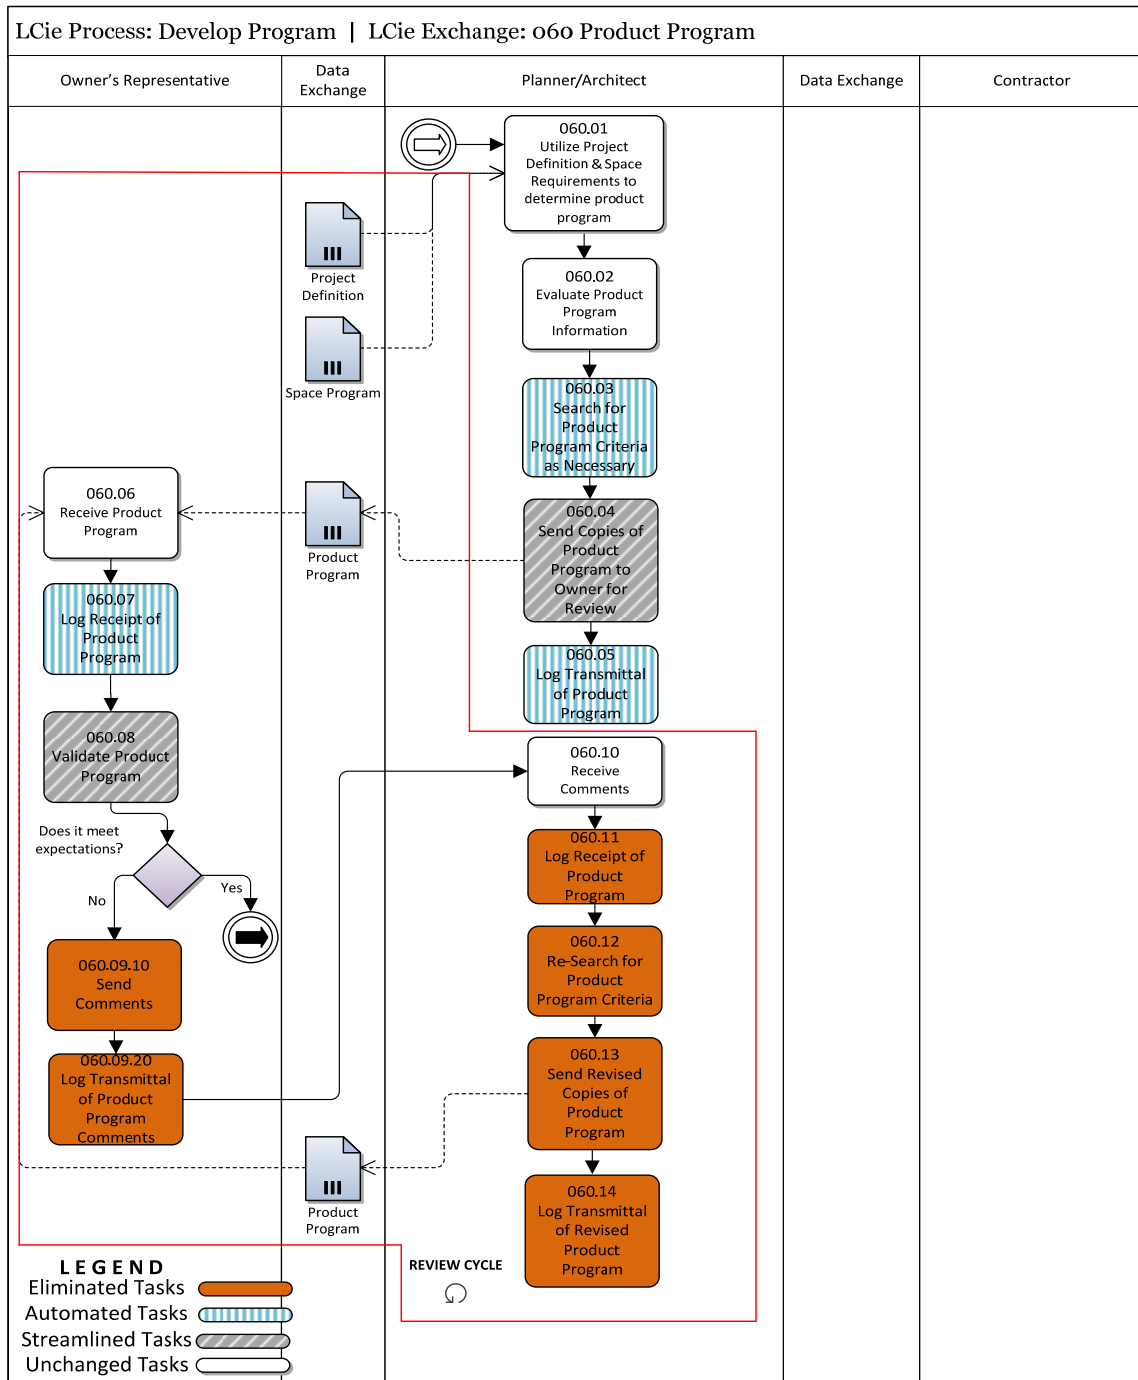 LCie Process: Develop Program | LCie Exchange: 060 Product Program
Owner's Representative
Data
Exchange
Planner/Architect
Data Exchange
Contractor
060.01
Utilize Project
Definition & Space
Requirements to
determine product
program
Project
Definition
060.02
Evaluate Product
Program
Information
Space Program
060.03
Search for
Product
Program Criteria
as Necessary
060.06
Receive Product
Program
Product
Program
060.04
Send Copies of
Product
Program to
Owner for
Review
060.07
Log Receipt of
Product
Program
060.05
Log Transmittal
of Product
Program
060.08
Validate Product
Program
060.10
Receive
Comments
Does it meet
expectations?
No
Yes
060.11
Log Receipt of
Product
Program
060.09.10
Send
Comments
060.12
Re-Search for
Product
Program Criteria
060.09.20
Log Transmittal
of Product
Program
Comments
060.13
Send Revised
Copies of
Product
Program
Product
Program
060.14
Log Transmittal
of Revised
Product
Program
REVIEW CYCLE
LEGEND
Eliminated Tasks
Automated Tasks
Streamlined Tasks
Unchanged Tasks